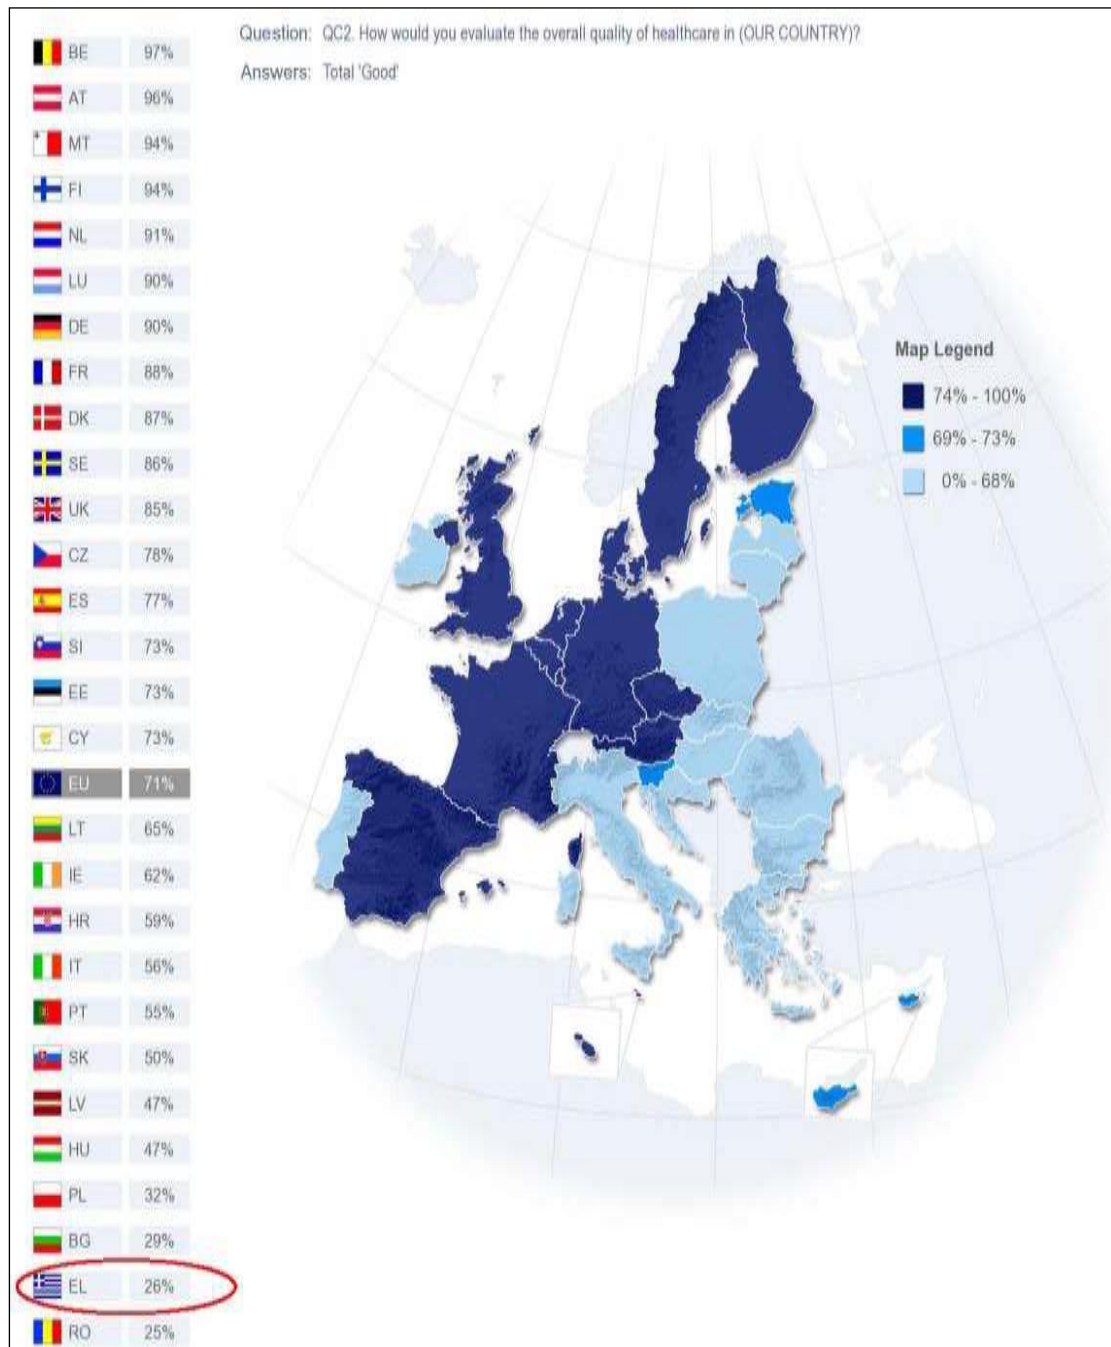 Question: QC2. How would you evaluate the overall quality of healthcare in (OUR COUNTRY)?
Answers: Total 'Good'
BE 97%
AT 96%
MT 94%
FI 94%
NL 91%
LU 90%
DE 90%
FR 88%
DK 87%
SE 86%
UK 85%
CZ 78%
ES 77%
SI 73%
EE 73%
CY 73%
EU 71%
LT 65%
IE 62%
HR 59%
IT 56%
PT 55%
SK 50%
LV 47%
HU 47%
PL 32%
BG 29%
EL 26%
RO 25%
Map Legend
74% - 100%
69% - 73%
0% - 68%